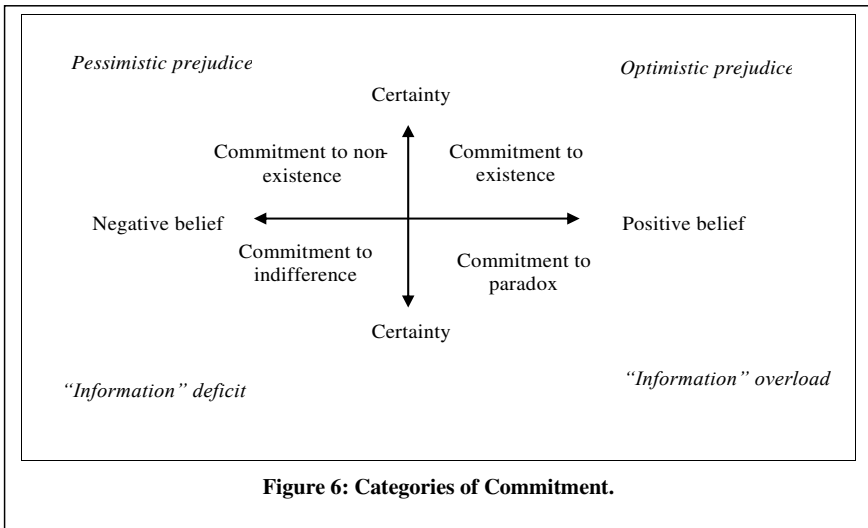 Pessimistic prejudice
Optimistic prejudice
Certainty
Commitment to non-
existence
Commitment to
existence
Negative belief
Positive belief
Commitment to
indifference
Commitment to
paradox
Certainty
“Information” deficit
“Information” overload
Figure 6: Categories of Commitment.